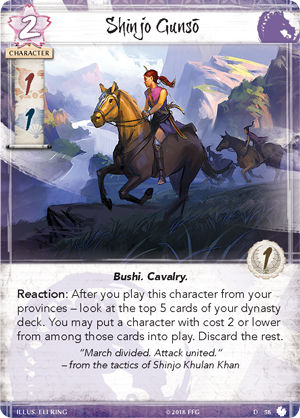 Shinjo Gunsō
2
CHARACTER
1
1
1
Bushi. Cavalry.
Reaction: After you play this character from your
provinces – look at the top 5 cards of your dynasty
deck. You may put a character with cost 2 or lower
from among those cards into play. Discard the rest.
“March divided. Attack united.”
– from the tactics of Shinjo Khulan Khan
ILLUS. ELI RING © 2018 FFG D 58